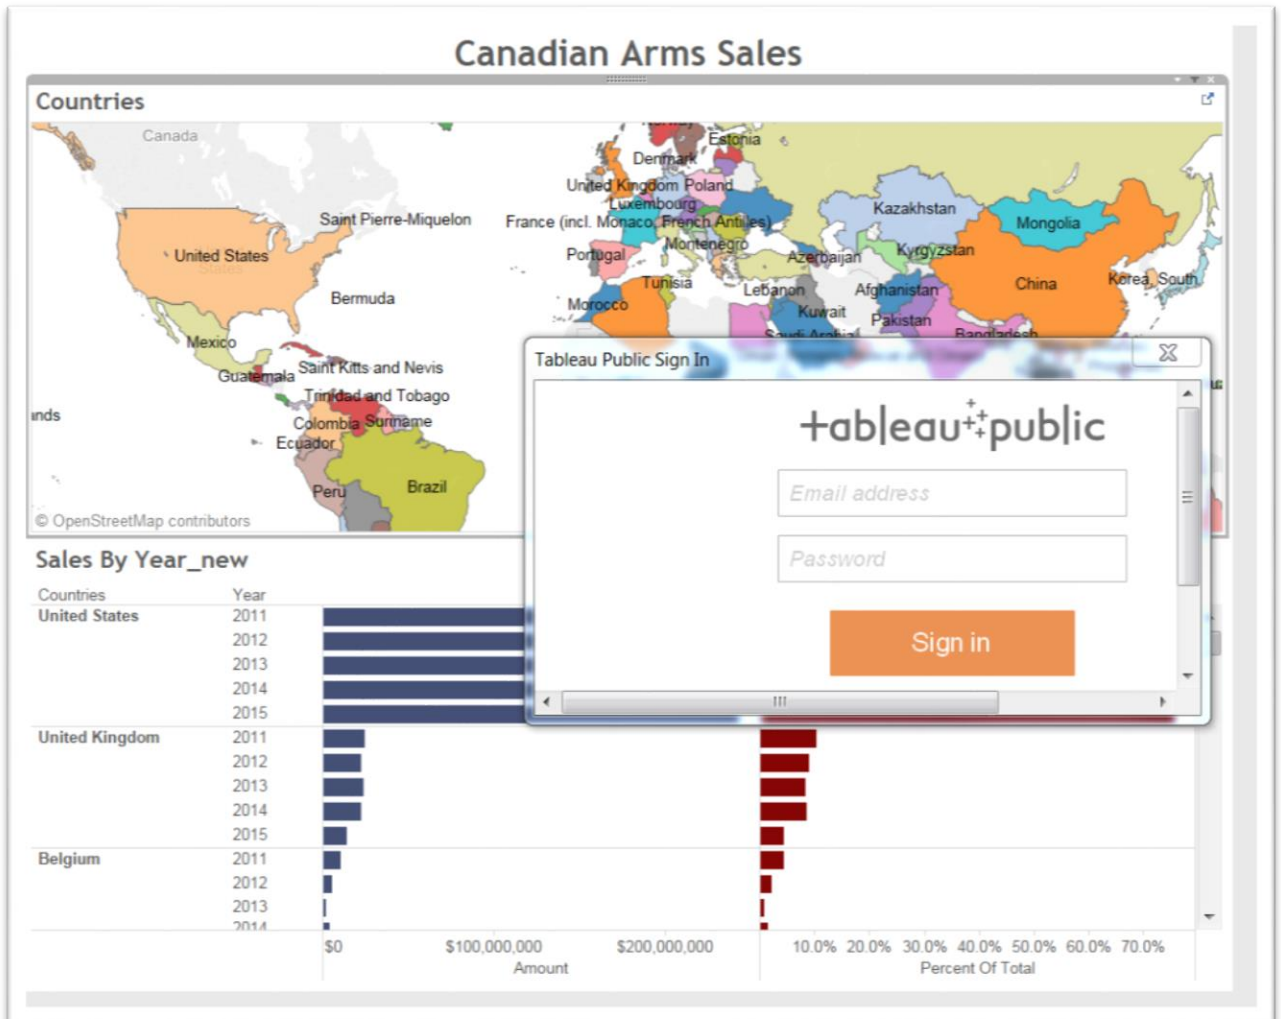 Canadian Arms Sales
Countries
Canada
Estonia
Denmark
United Kingdom Poland
Luxembourg
Kazakhstan
Saint Pierre-Miquelon
France (incl. Monaco, French Antilles)
Mongolia
Montenegro
United States
Portugal
Azerbaijan
Kyrgyzstan
Tunisia
Lebanon
Afghanistan
China
Korea, South
Bermuda
Morocco
Kuwait
Pakistan
Mexico
Saudi Arabia
Bangladesh
Guatemala
Saint Kitts and Nevis
Trinidad and Tobago
Colombia Suriname
Ecuador
Peru
Brazil
© OpenStreetMap contributors
Tableau Public Sign In
tableau public
Email address
Password
Sign in
Sales By Year_new
Countries Year
United States 2011
2012
2013
2014
2015
United Kingdom 2011
2012
2013
2014
2015
Belgium 2011
2012
2013
2014
$0 $100,000,000 $200,000,000 10.0% 20.0% 30.0% 40.0% 50.0% 60.0% 70.0%
Amount Percent Of Total